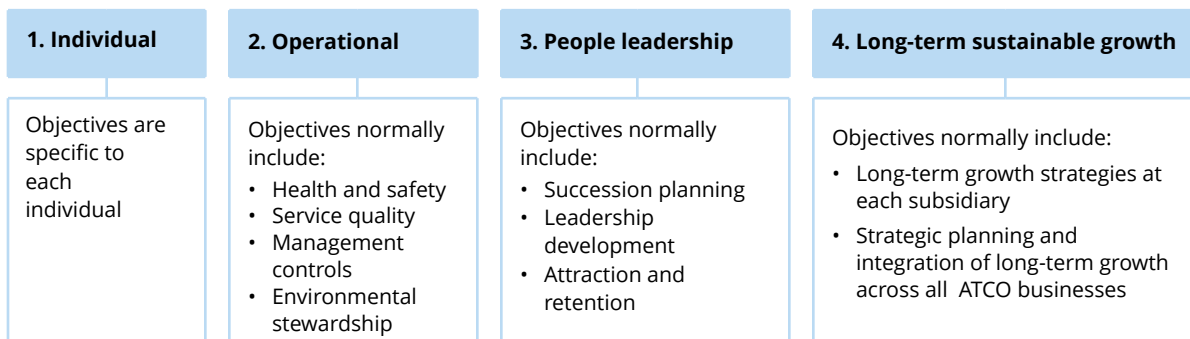 1. Individual
Objectives are
specific to
each
individual
2. Operational
Objectives normally
include:
• Health and safety
• Service quality
• Management
controls
• Environmental
stewardship
3. People leadership
Objectives normally
include:
• Succession planning
• Leadership
development
• Attraction and
retention
4. Long-term sustainable growth
Objectives normally include:
• Long-term growth strategies at
each subsidiary
• Strategic planning and
integration of long-term growth
across all ATCO businesses